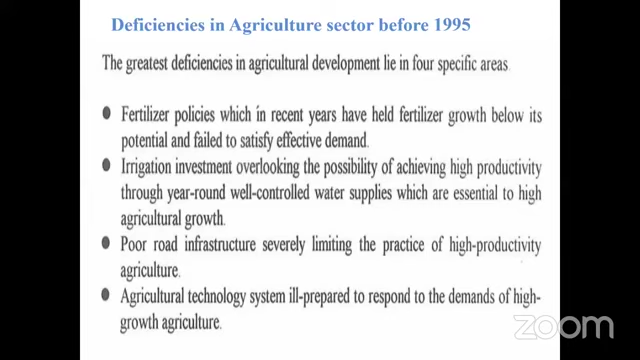 Deficiencies in Agriculture sector before 1995
The greatest deficiencies in agricultural development lie in four specific areas.
● Fertilizer policies which in recent years have held fertilizer growth below its
potential and failed to satisfy effective demand.
● Irrigation investment overlooking the possibility of achieving high productivity
through year-round well-controlled water supplies which are essential to high
agricultural growth.
● Poor road infrastructure severely limiting the practice of high-productivity
agriculture.
● Agricultural technology system ill-prepared to respond to the demands of high-
growth agriculture.
zoom